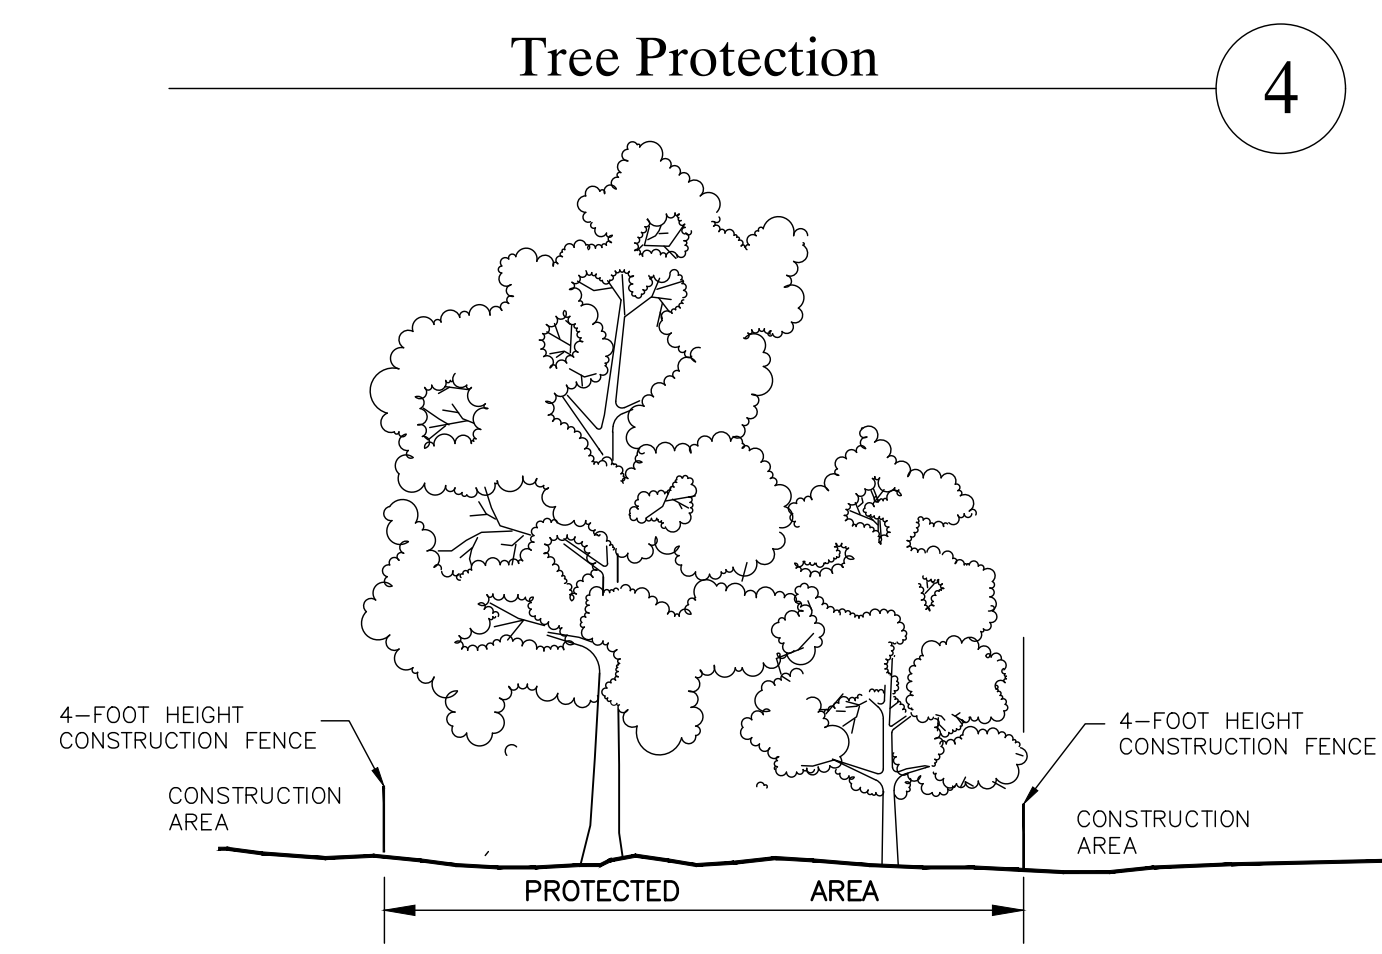 Tree Protection
4
4-FOOT HEIGHT
CONSTRUCTION FENCE
CONSTRUCTION
AREA
4-FOOT HEIGHT
CONSTRUCTION FENCE
CONSTRUCTION
AREA
PROTECTED AREA